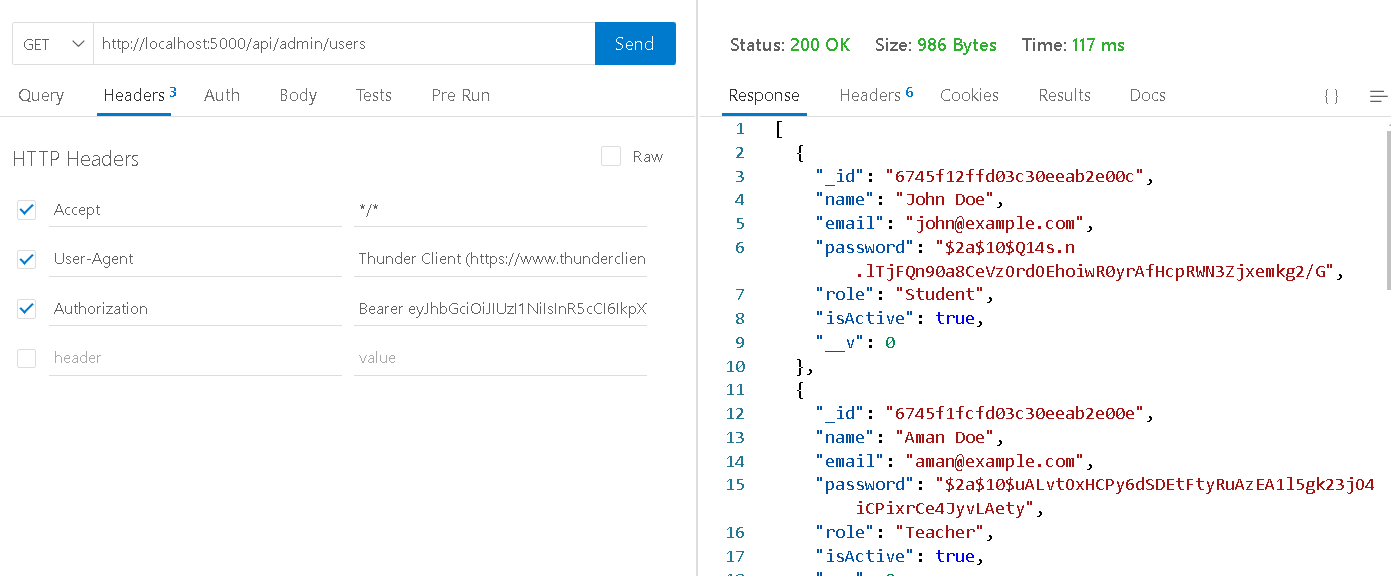 GET http://localhost:5000/api/admin/users Send
Query Headers 3 Auth Body Tests Pre Run
HTTP Headers Raw
Accept */*
User-Agent Thunder Client (https://www.thunderclien
Authorization Bearer eyJhbGciOiJIUzI1NiIsInR5cCI6IkpX
header value
Status: 200 OK Size: 986 Bytes Time: 117 ms
Response Headers 6 Cookies Results Docs { }
1 [
2 {
3 "_id": "6745f12ffd03c30eeab2e00c",
4 "name": "John Doe",
5 "email": "john@example.com",
6 "password": "$2a$10$Q14s.n
.lTjFQn90a8CeVzOrdOEhoiwR0yrAfHcpRWN3Zjxemkg2/G",
7 "role": "Student",
8 "isActive": true,
9 "__v": 0
10 },
11 {
12 "_id": "6745f1fcfd03c30eeab2e00e",
13 "name": "Aman Doe",
14 "email": "aman@example.com",
15 "password": "$2a$10$uALvtOxHCPy6dSDEtFtyRuAzEA1l5gk23jO4
iCPixrCe4JyvLAety",
16 "role": "Teacher",
17 "isActive": true,